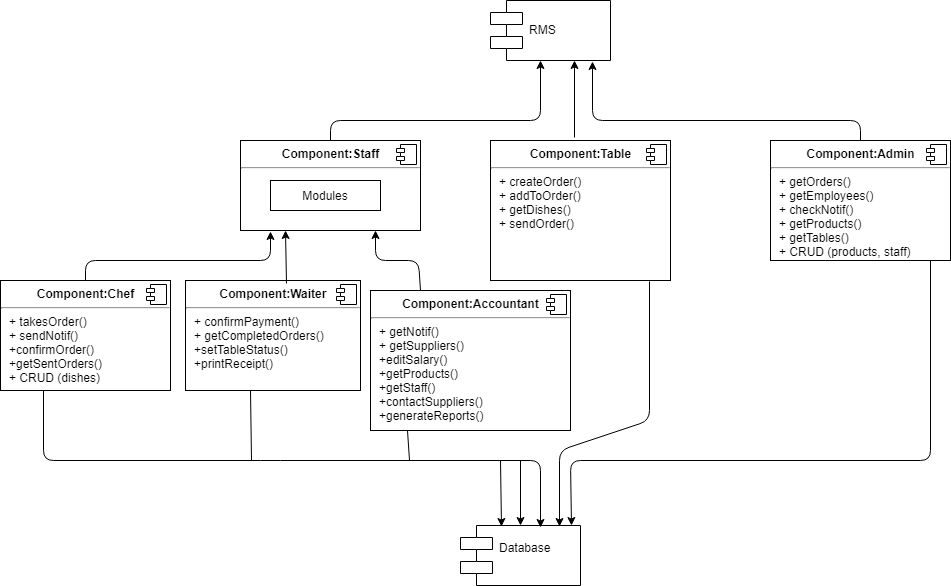 RMS
Component:Staff
Modules
Component:Table
+ createOrder()
+ addToOrder()
+ getDishes()
+ sendOrder()
Component:Admin
+ getOrders()
+ getEmployees()
+ checkNotif()
+ getProducts()
+ getTables()
+ CRUD (products, staff)
Component:Chef
+ takesOrder()
+ sendNotif()
+confirmOrder()
+getSentOrders()
+ CRUD (dishes)
Component:Waiter
+ confirmPayment()
+ getCompletedOrders()
+setTableStatus()
+printReceipt()
Component:Accountant
+ getNotif()
+ getSuppliers()
+editSalary()
+getProducts()
+getStaff()
+contactSuppliers()
+generateReports()
Database